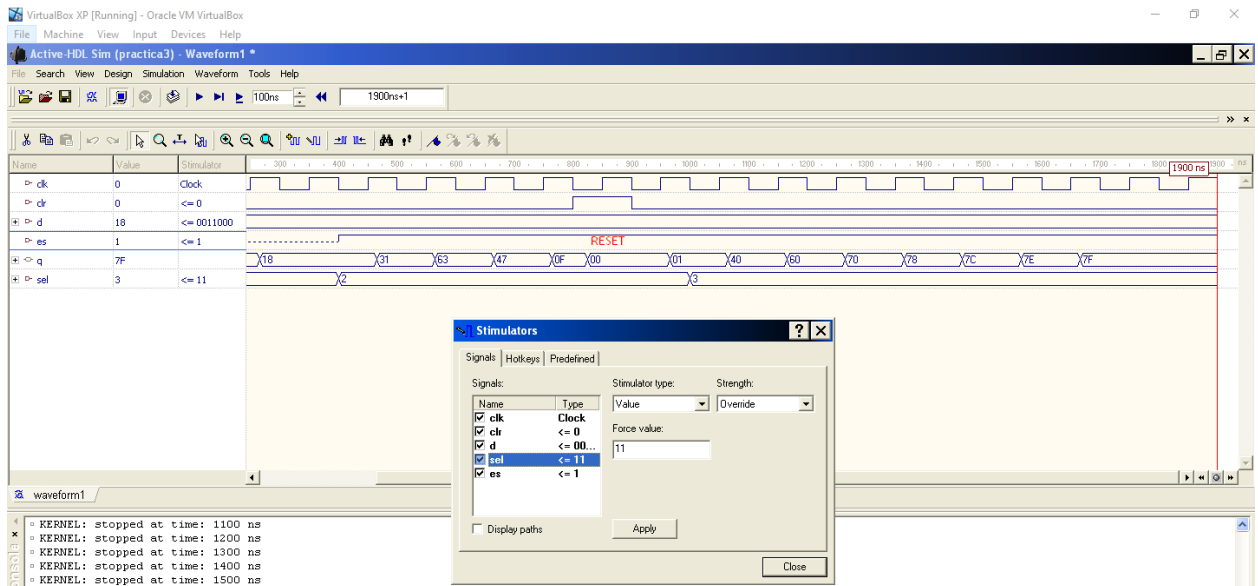 VirtualBox XP [Running] - Oracle VM VirtualBox
File Machine View Input Devices Help
Active-HDL Sim (practica3) - Waveform1 *
File Search View Design Simulation Waveform Tools Help
100ns 1900ns+1
Name Value Stimulator 300 400 500 600 700 800 900 1000 1100 1200 1300 1400 1500 1600 1700 1800 1900 ns 1900 ns
clk 0 Clock
clr 0 <= 0
d 18 <= 0011000
es 1 <= 1 RESET
q 7F 18 31 63 47 0F 00 01 40 60 70 78 7C 7E 7F
sel 3 <= 11 2 3
Stimulators
Signals Hotkeys Predefined
Signals: Stimulator type: Strength:
Name Type Value Override
clk Clock
clr <= 0 Force value:
d <= 00...
sel <= 11 11
es <= 1
Display paths Apply
Close
waveform1
KERNEL: stopped at time: 1100 ns
KERNEL: stopped at time: 1200 ns
KERNEL: stopped at time: 1300 ns
KERNEL: stopped at time: 1400 ns
KERNEL: stopped at time: 1500 ns